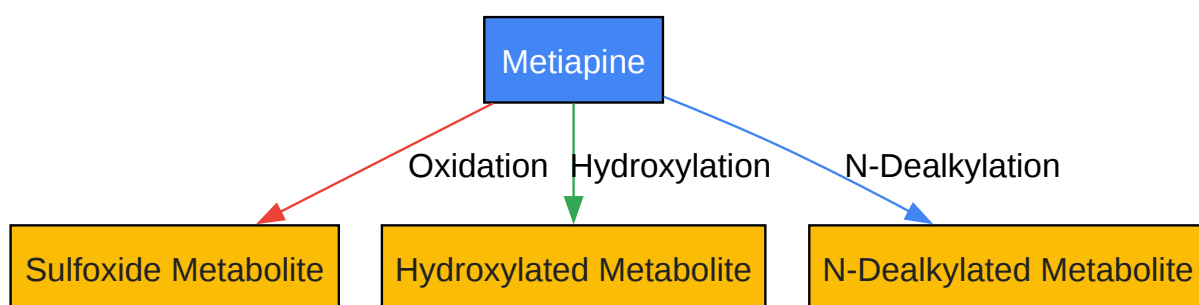 Metiapine
Oxidation
Hydroxylation
N-Dealkylation
Sulfoxide Metabolite
Hydroxylated Metabolite
N-Dealkylated Metabolite